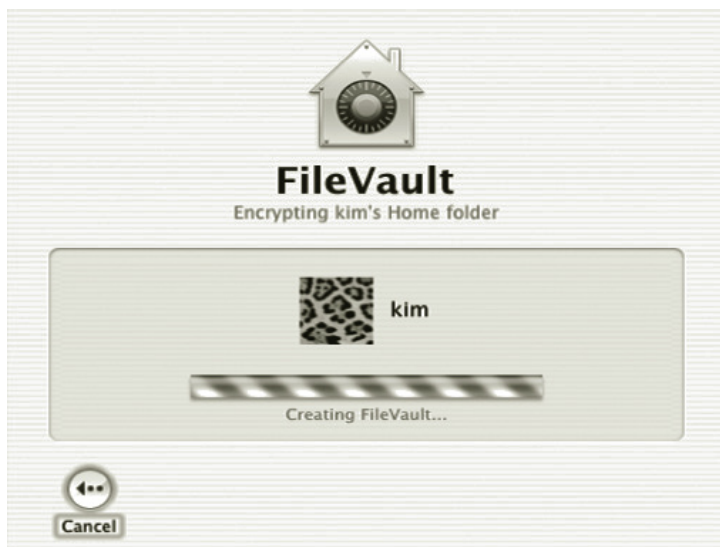 FileVault
Encrypting kim's Home folder
kim
Creating FileVault...
Cancel